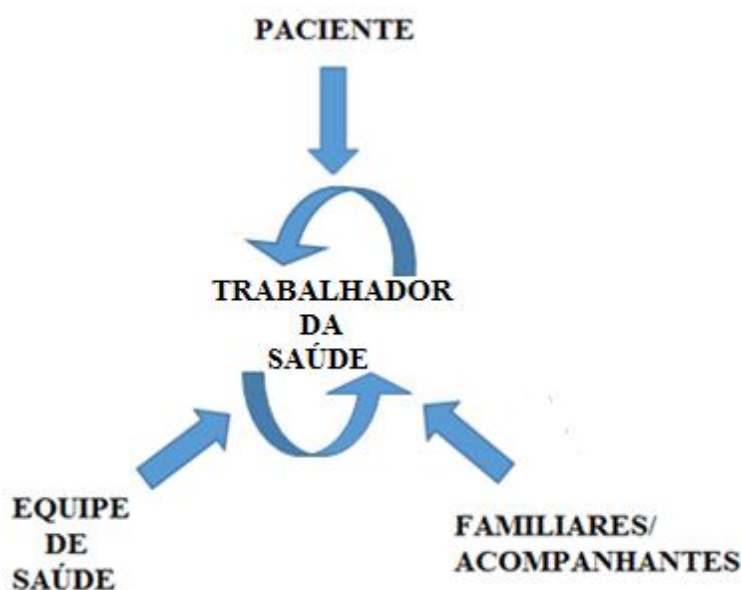 PACIENTE
TRABALHADOR
DA
SAÚDE
EQUIPE
DE
SAÚDE
FAMILIARES/
ACOMPANHANTES